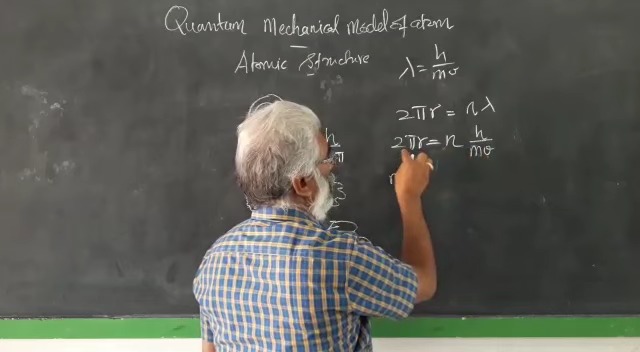 Quantum Mechanical Model of atom
Atomic Structure
λ = h/mv
2πr = nλ
2πr = n h/mv